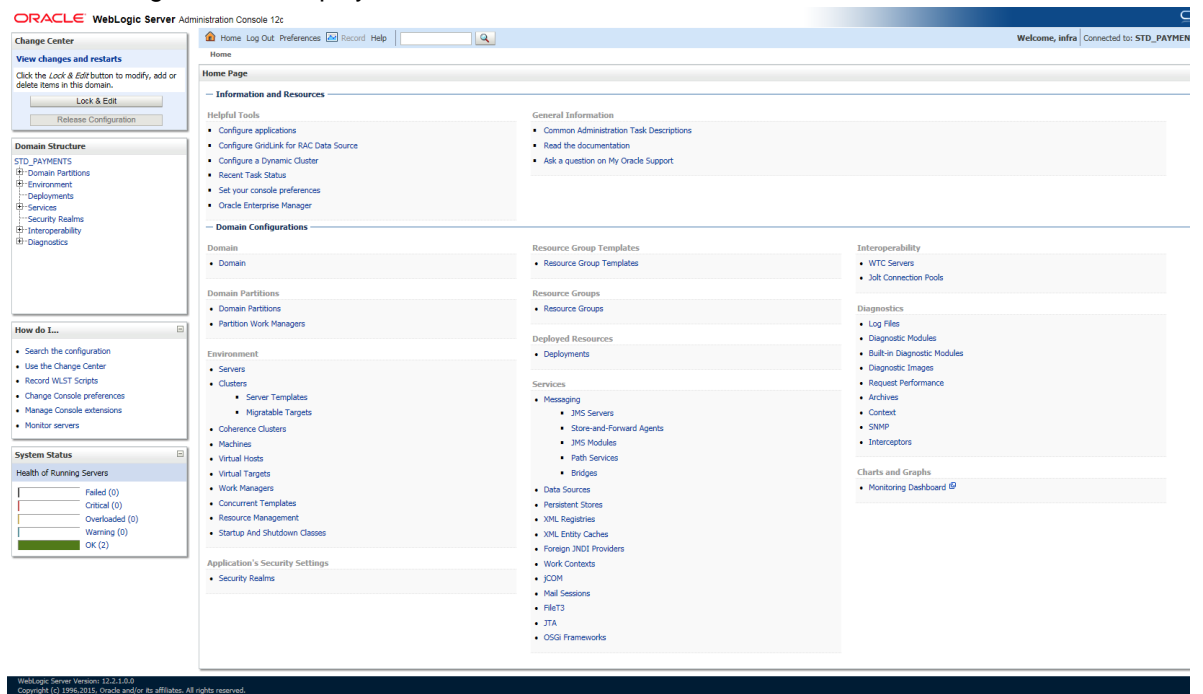 ORACLE WebLogic Server Administration Console 12c
Change Center
View changes and restarts
Click the Lock & Edit button to modify, add or
delete items in this domain.
Lock & Edit
Release Configuration
Domain Structure
STD_PAYMENTS
Domain Partitions
Environment
Deployments
Services
Security Realms
Interoperability
Diagnostics
How do I...
Search the configuration
Use the Change Center
Record WLST Scripts
Change Console preferences
Manage Console extensions
Monitor servers
System Status
Health of Running Servers
Failed (0)
Critical (0)
Overloaded (0)
Warning (0)
OK (2)
Home Log Out Preferences Record Help
Welcome, infra Connected to: STD_PAYMEN
Home
Home Page
Information and Resources
Helpful Tools
Configure applications
Configure GridLink for RAC Data Source
Configure a Dynamic Cluster
Recent Task Status
Set your console preferences
Oracle Enterprise Manager
General Information
Common Administration Task Descriptions
Read the documentation
Ask a question on My Oracle Support
Domain Configurations
Domain
Domain
Domain Partitions
Domain Partitions
Partition Work Managers
Environment
Servers
Clusters
Server Templates
Migratable Targets
Coherence Clusters
Machines
Virtual Hosts
Virtual Targets
Work Managers
Concurrent Templates
Resource Management
Startup And Shutdown Classes
Application's Security Settings
Security Realms
Resource Group Templates
Resource Group Templates
Resource Groups
Resource Groups
Deployed Resources
Deployments
Services
Messaging
JMS Servers
Store-and-Forward Agents
JMS Modules
Path Services
Bridges
Data Sources
Persistent Stores
XML Registries
XML Entity Caches
Foreign JNDI Providers
Work Contexts
jCOM
Mail Sessions
FileT3
JTA
OSGi Frameworks
Interoperability
WTC Servers
Jolt Connection Pools
Diagnostics
Log Files
Diagnostic Modules
Built-in Diagnostic Modules
Diagnostic Images
Request Performance
Archives
Context
SNMP
Interceptors
Charts and Graphs
Monitoring Dashboard
WebLogic Server Version: 12.2.1.0.0
Copyright (c) 1996,2015, Oracle and/or its affiliates. All rights reserved.